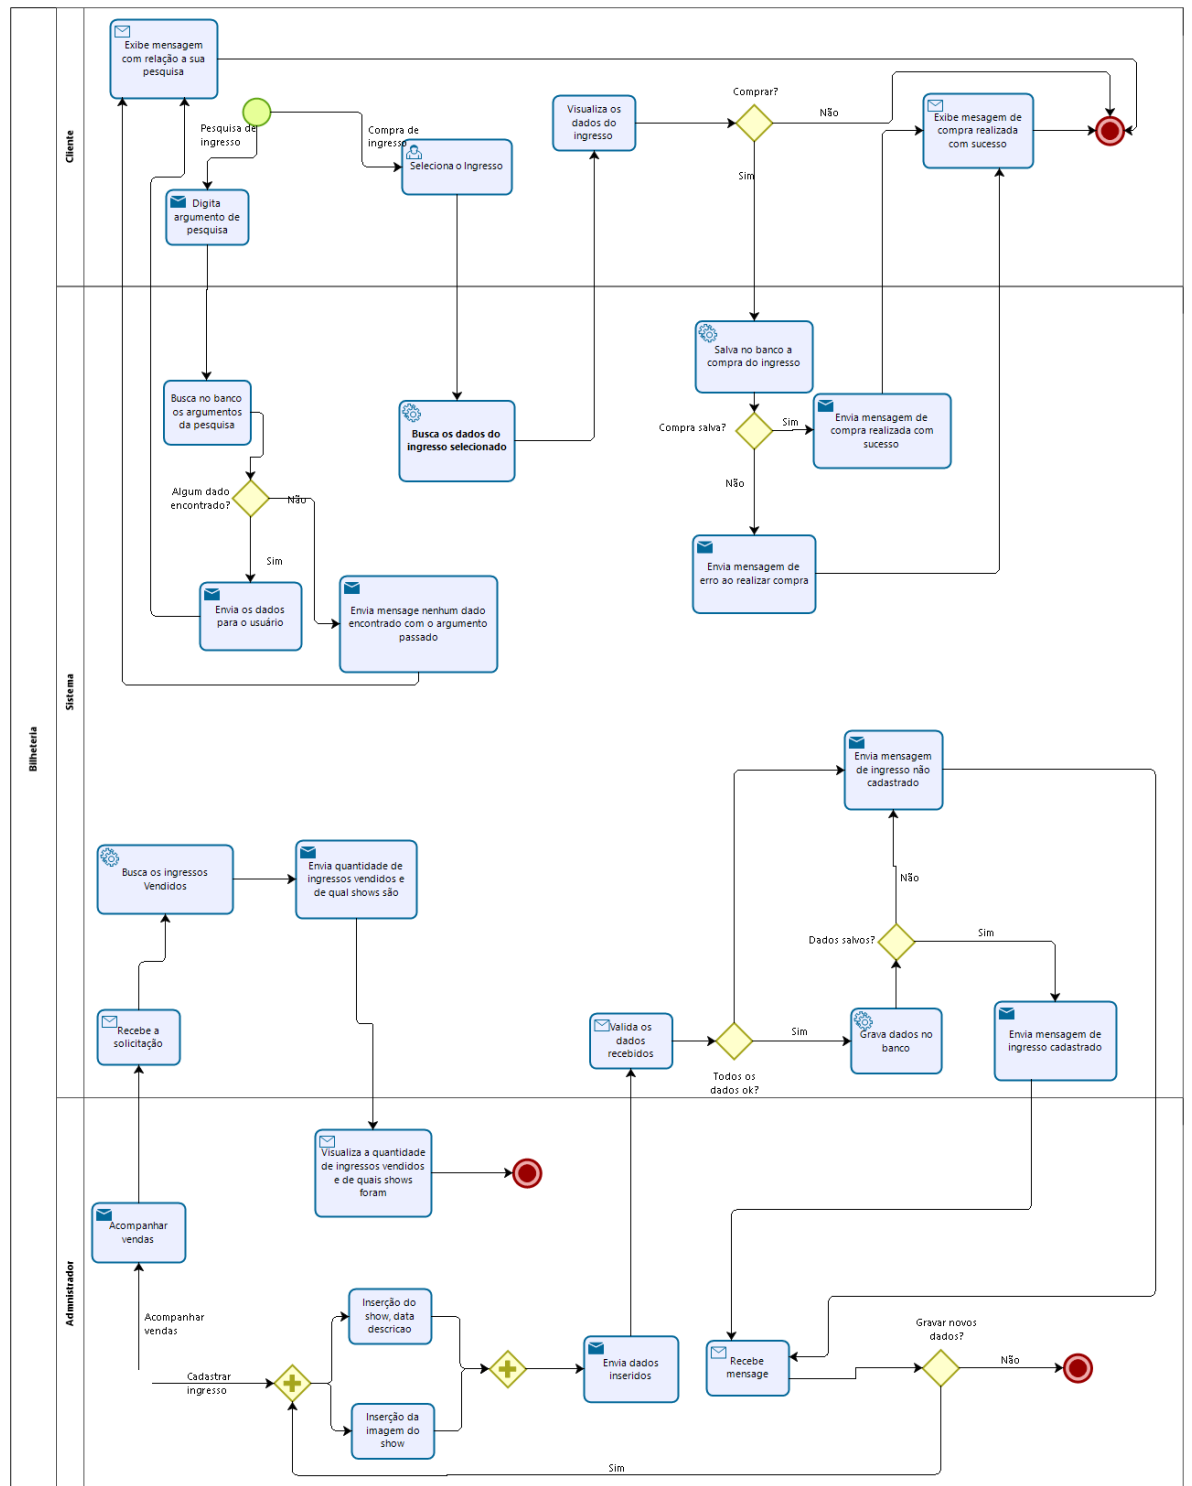 Bilheteria
Cliente
Exibe mensagem
com relação a sua
pesquisa
Pesquisa de
ingresso
Compra de
ingresso
Seleciona o Ingresso
Digita
argumento de
pesquisa
Visualiza os
dados do
ingresso
Comprar?
Não
Sim
Exibe mesagem de
compra realizada
com sucesso
Sistema
Busca no banco
os argumentos
da pesquisa
Algum dado
encontrado?
Não
Sim
Envia os dados
para o usuário
Envia mensage nenhum dado
encontrado com o argumento
passado
Busca os dados do
ingresso selecionado
Salva no banco a
compra do ingresso
Compra salva?
Sim
Não
Envia mensagem de
compra realizada com
sucesso
Envia mensagem de
erro ao realizar compra
Envia mensagem
de ingresso não
cadastrado
Não
Dados salvos?
Sim
Busca os ingressos
Vendidos
Envia quantidade de
ingressos vendidos e
de qual shows são
Recebe a
solicitação
Valida os
dados
recebidos
Todos os
dados ok?
Sim
Grava dados no
banco
Envia mensagem de
ingresso cadastrado
Admnistrador
Visualiza a quantidade
de ingressos vendidos
e de quais shows
foram
Acompanhar
vendas
Acompanhar
vendas
Cadastrar
ingresso
Inserção do
show, data
descricao
Inserção da
imagem do
show
Envia dados
inseridos
Recebe
mensage
Gravar novos
dados?
Não
Sim